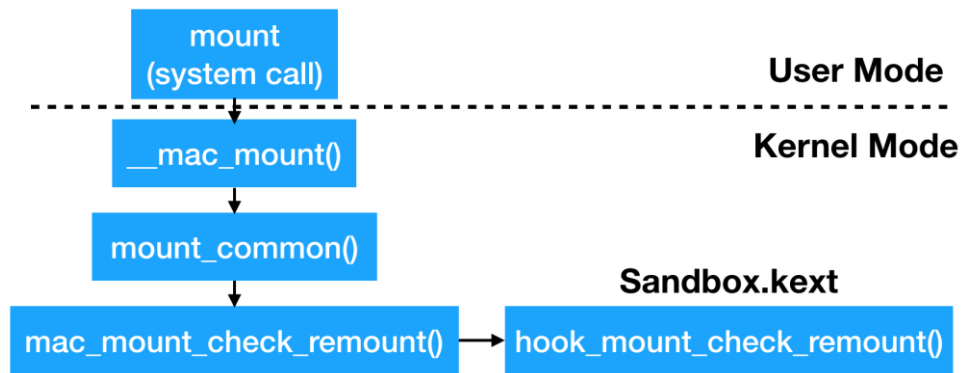 mount
(system call)
User Mode
__mac_mount()
Kernel Mode
mount_common()
Sandbox.kext
mac_mount_check_remount()
hook_mount_check_remount()